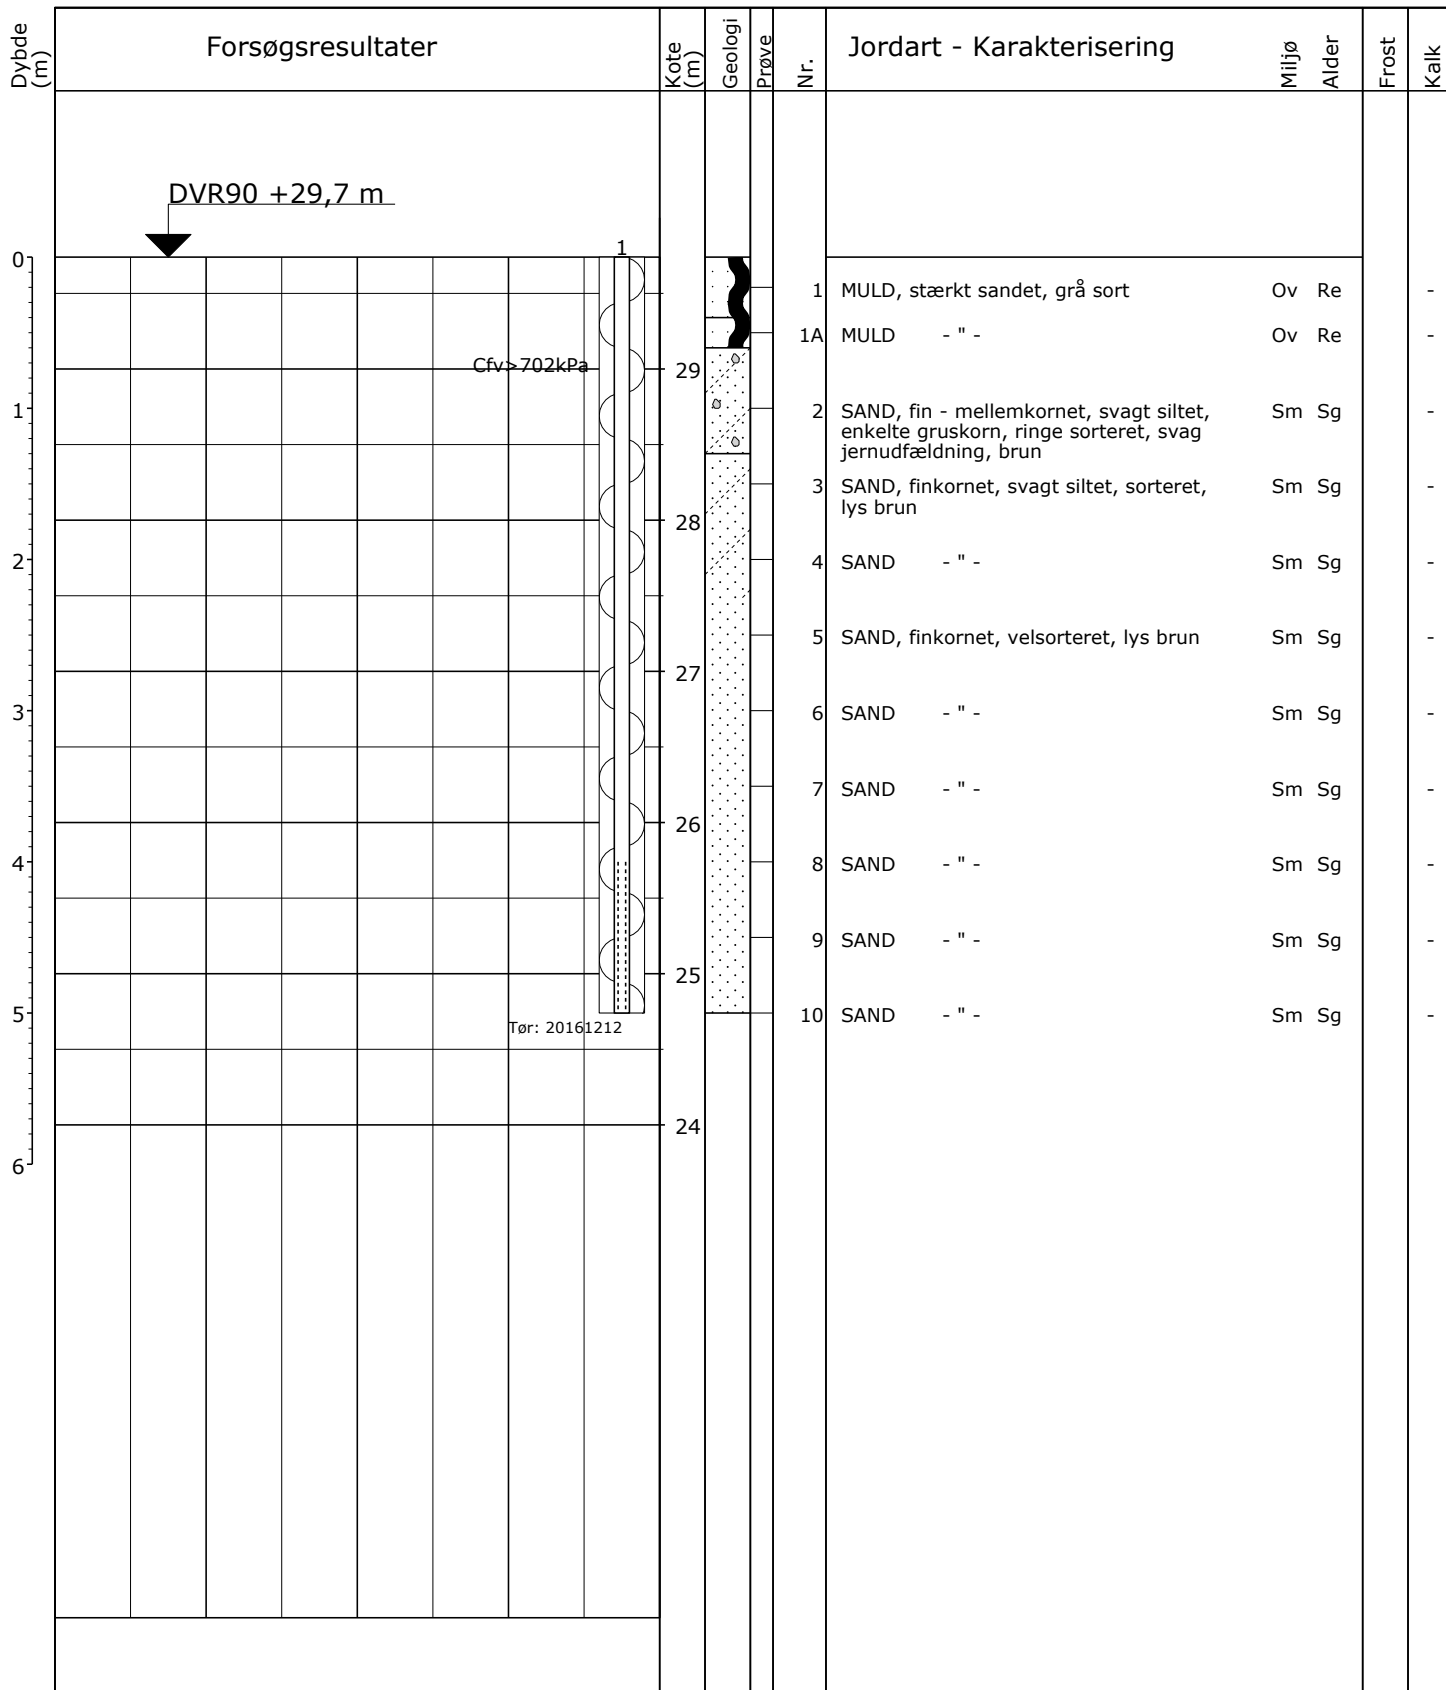 Dybde (m)
Forsøgsresultater
Kote (m)
Geologi
Prøve
Nr.
Jordart - Karakterisering
Miljø
Alder
Frost
Kalk
DVR90 +29,7 m
1
0
1 MULD, stærkt sandet, grå sort Ov Re -
1A MULD - " - Ov Re -
Cfv>702kPa
29
1
2 SAND, fin - mellemkornet, svagt siltet, Sm Sg -
enkelte gruskorn, ringe sorteret, svag
jernudfældning, brun
3 SAND, finkornet, svagt siltet, sorteret, Sm Sg -
lys brun
28
2
4 SAND - " - Sm Sg -
5 SAND, finkornet, velsorteret, lys brun Sm Sg -
27
3
6 SAND - " - Sm Sg -
7 SAND - " - Sm Sg -
26
4
8 SAND - " - Sm Sg -
9 SAND - " - Sm Sg -
25
5
10 SAND - " - Sm Sg -
Tør: 20161212
24
6